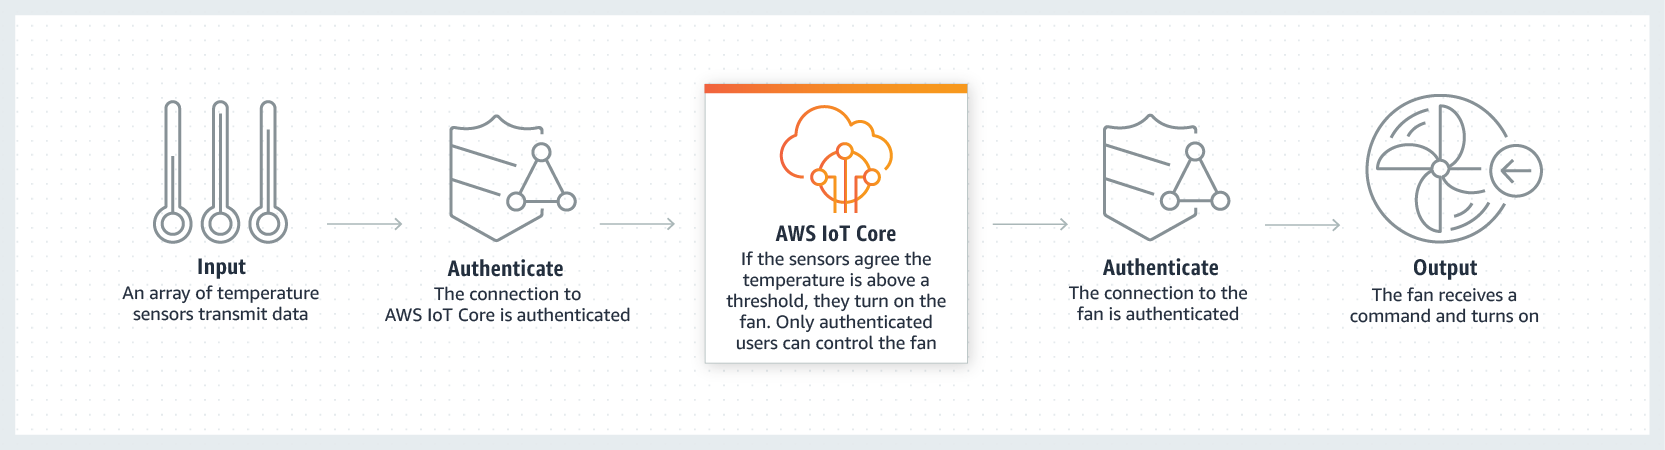 Input
An array of temperature
sensors transmit data
Authenticate
The connection to
AWS IoT Core is authenticated
AWS IoT Core
If the sensors agree the
temperature is above a
threshold, they turn on the
fan. Only authenticated
users can control the fan
Authenticate
The connection to the
fan is authenticated
Output
The fan receives a
command and turns on